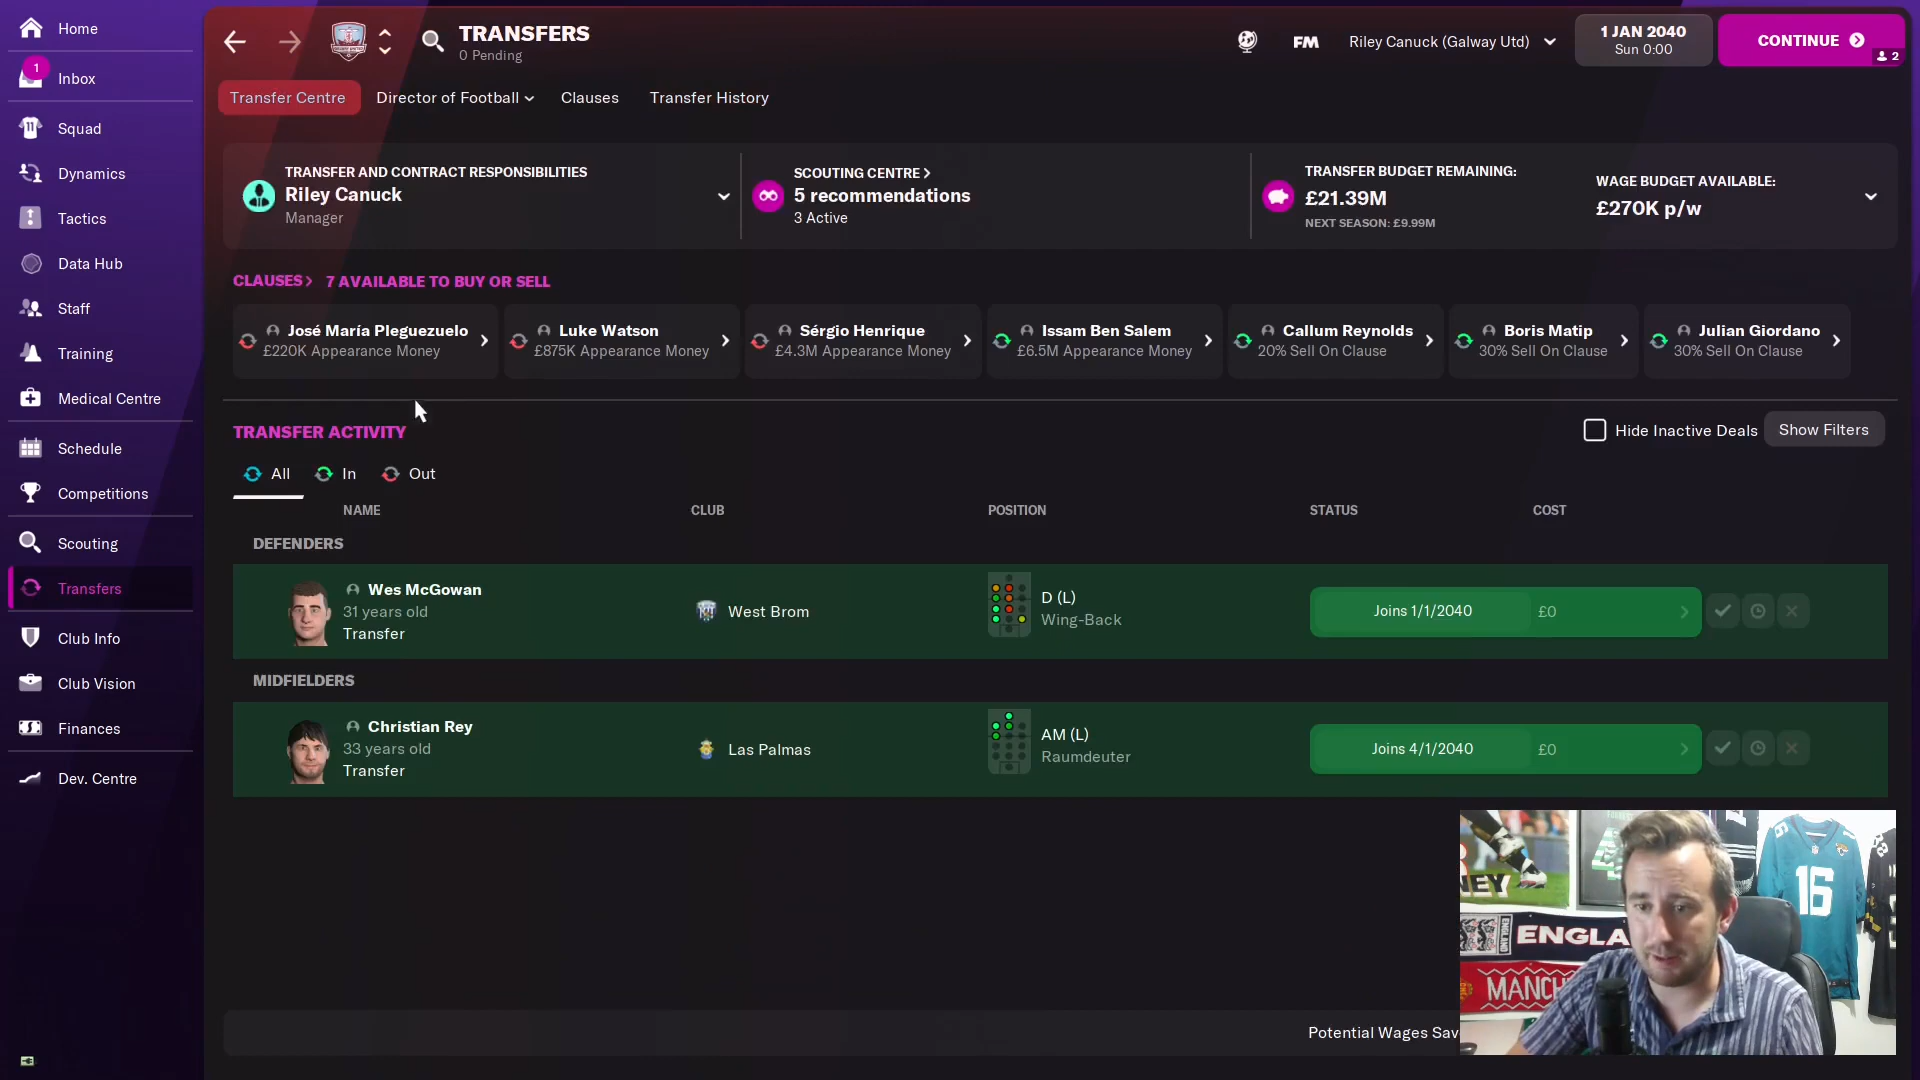 Home
1
Inbox
Squad
Dynamics
Tactics
Data Hub
Staff
Training
Medical Centre
Schedule
Competitions
Scouting
Transfers
Club Info
Club Vision
Finances
Dev. Centre
TRANSFERS
0 Pending
FM
Riley Canuck (Galway Utd)
1 JAN 2040
Sun 0:00
CONTINUE
2
Transfer Centre
Director of Football
Clauses
Transfer History
TRANSFER AND CONTRACT RESPONSIBILITIES
Riley Canuck
Manager
SCOUTING CENTRE >
5 recommendations
3 Active
TRANSFER BUDGET REMAINING:
£21.39M
NEXT SEASON: £9.99M
WAGE BUDGET AVAILABLE:
£270K p/w
CLAUSES > 7 AVAILABLE TO BUY OR SELL
José María Pleguezuelo
£220K Appearance Money
Luke Watson
£875K Appearance Money
Sérgio Henrique
£4.3M Appearance Money
Issam Ben Salem
£6.5M Appearance Money
Callum Reynolds
20% Sell On Clause
Boris Matip
30% Sell On Clause
Julian Giordano
30% Sell On Clause
TRANSFER ACTIVITY
Hide Inactive Deals
Show Filters
All
In
Out
NAME CLUB POSITION STATUS COST
DEFENDERS
Wes McGowan
31 years old
Transfer
West Brom
D (L)
Wing-Back
Joins 1/1/2040
£0
MIDFIELDERS
Christian Rey
33 years old
Transfer
Las Palmas
AM (L)
Raumdeuter
Joins 4/1/2040
£0
Potential Wages Sav
16
ENGLA
MANCH